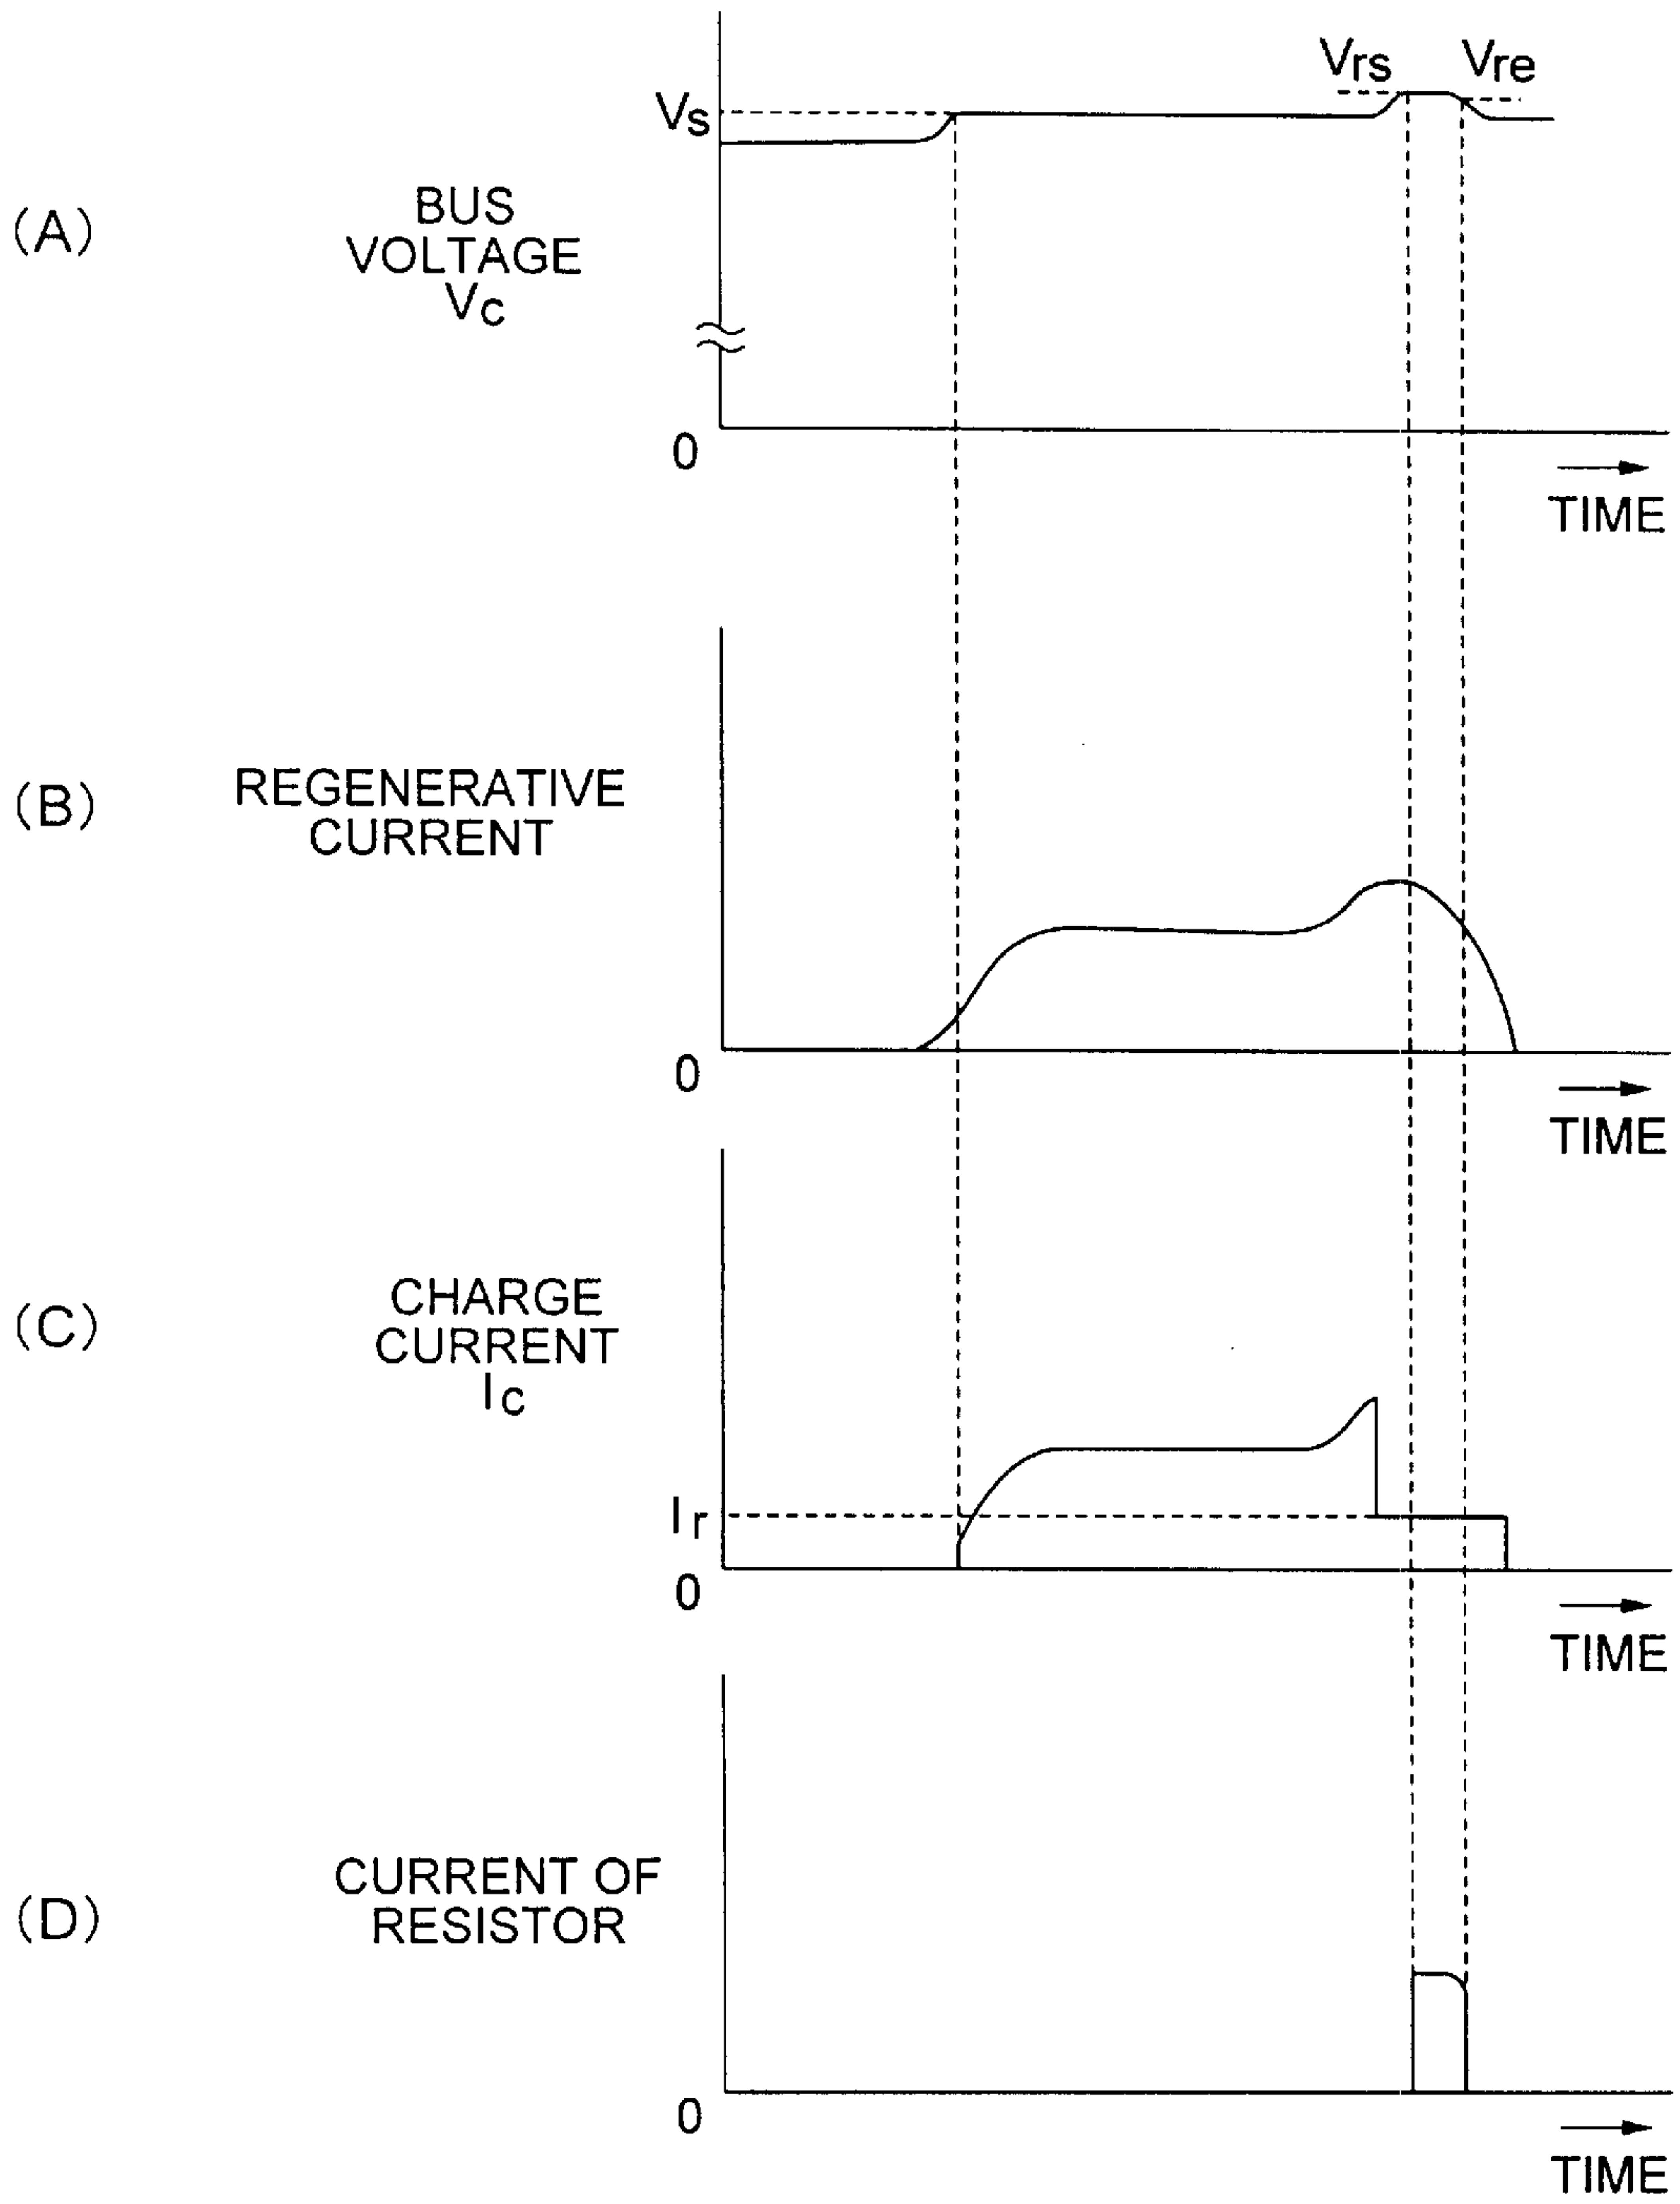 Vrs Vre
Vs
(A)
BUS
VOLTAGE
Vc
0
TIME
(B)
REGENERATIVE
CURRENT
0
TIME
(C)
CHARGE
CURRENT
Ic
Ir
0
TIME
(D)
CURRENT OF
RESISTOR
0
TIME